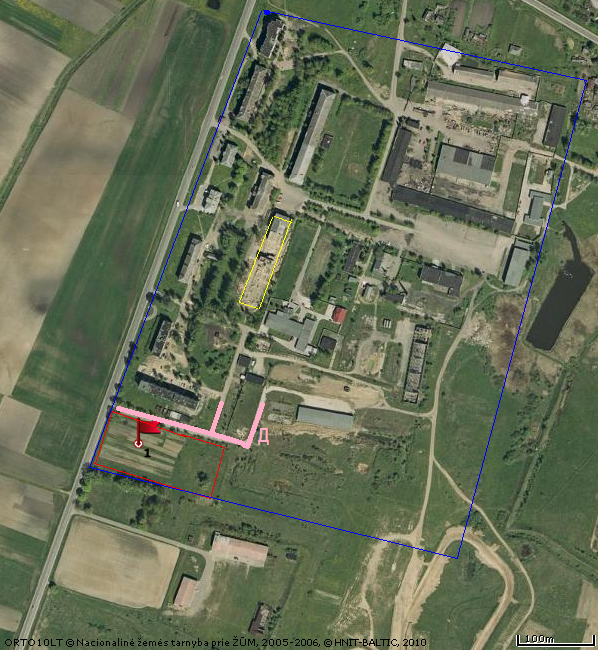 Д
1
ORTO10LT © Nacionalinė žemės tarnyba prie ŽŪM, 2005-2006, © HNIT-BALTIC, 2010
100m